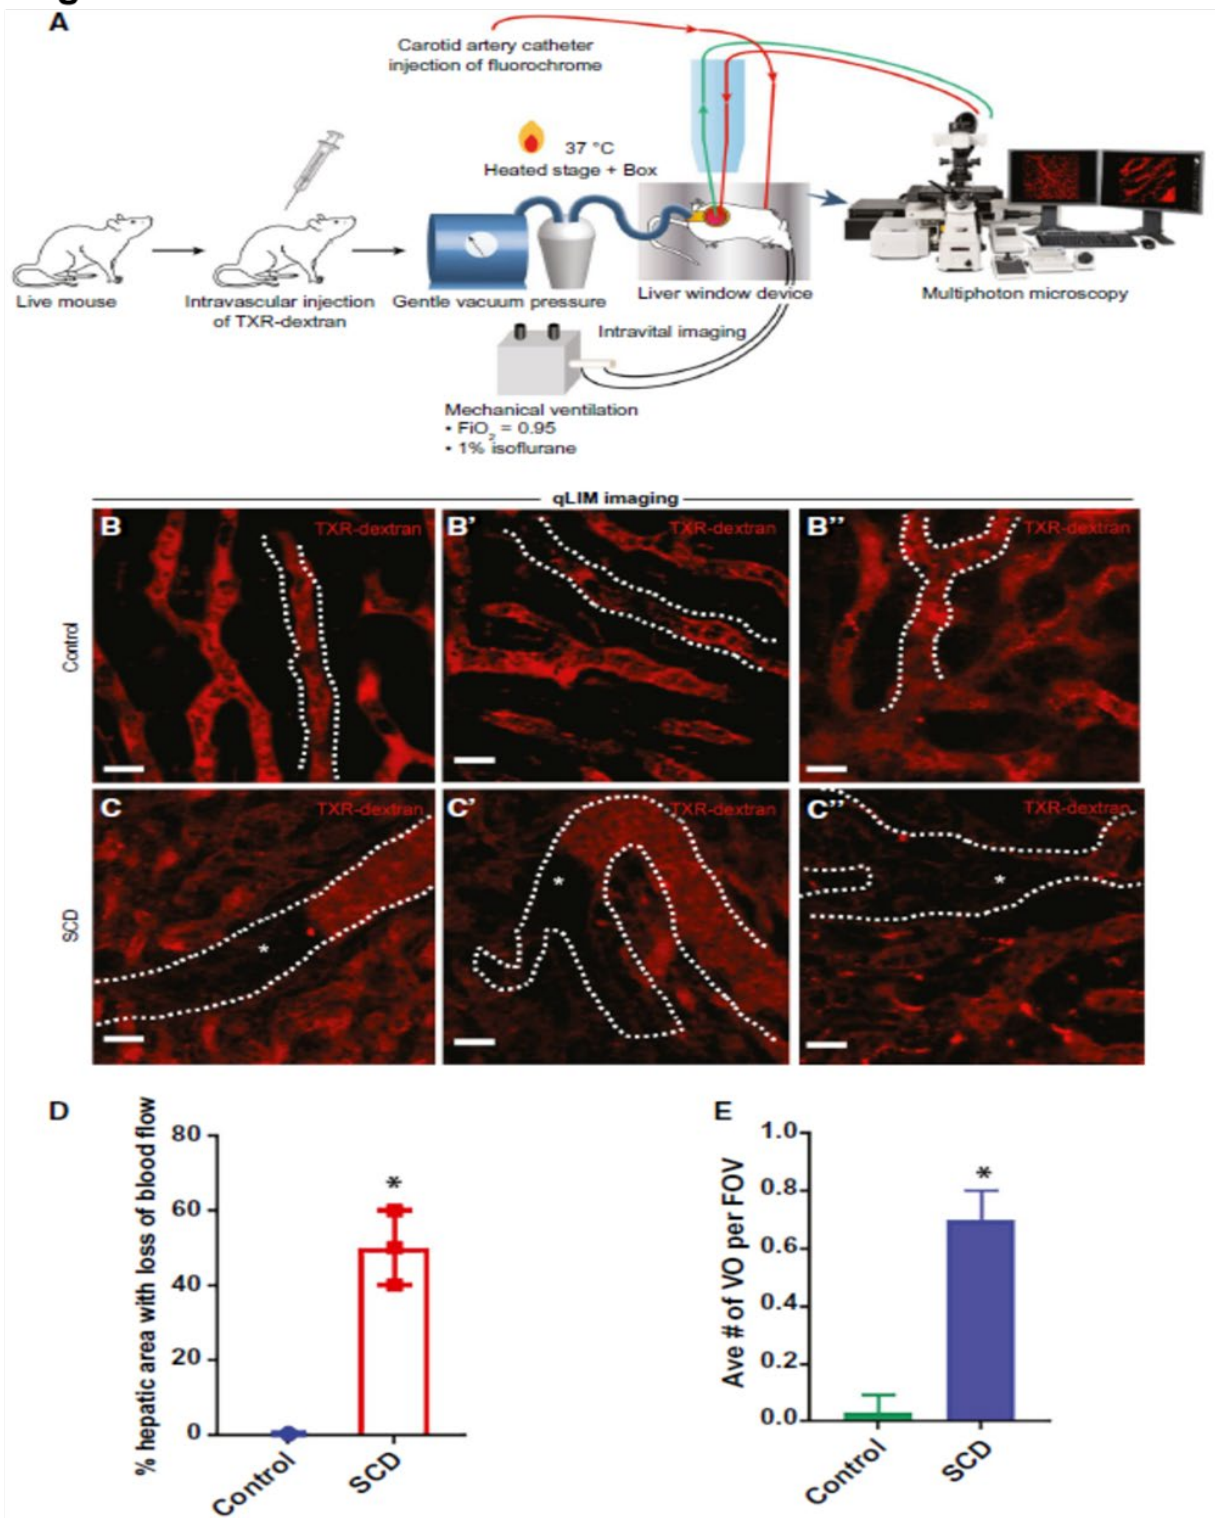 A
Carotid artery catheter
injection of fluorochrome
37 °C
Heated stage + Box
Live mouse
Intravascular injection
of TXR-dextran
Gentle vacuum pressure
Liver window device
Multiphoton microscopy
Intravital imaging
Mechanical ventilation
• FiO2 = 0.95
• 1% isoflurane
qLIM imaging
Control
B
TXR-dextran
B'
TXR-dextran
B''
TXR-dextran
SCD
C
TXR-dextran
*
C'
TXR-dextran
*
C''
TXR-dextran
*
D
% hepatic area with loss of blood flow
80
60
40
20
0
*
Control
SCD
E
Ave # of VO per FOV
1.0
0.8
0.6
0.4
0.2
0.0
*
Control
SCD